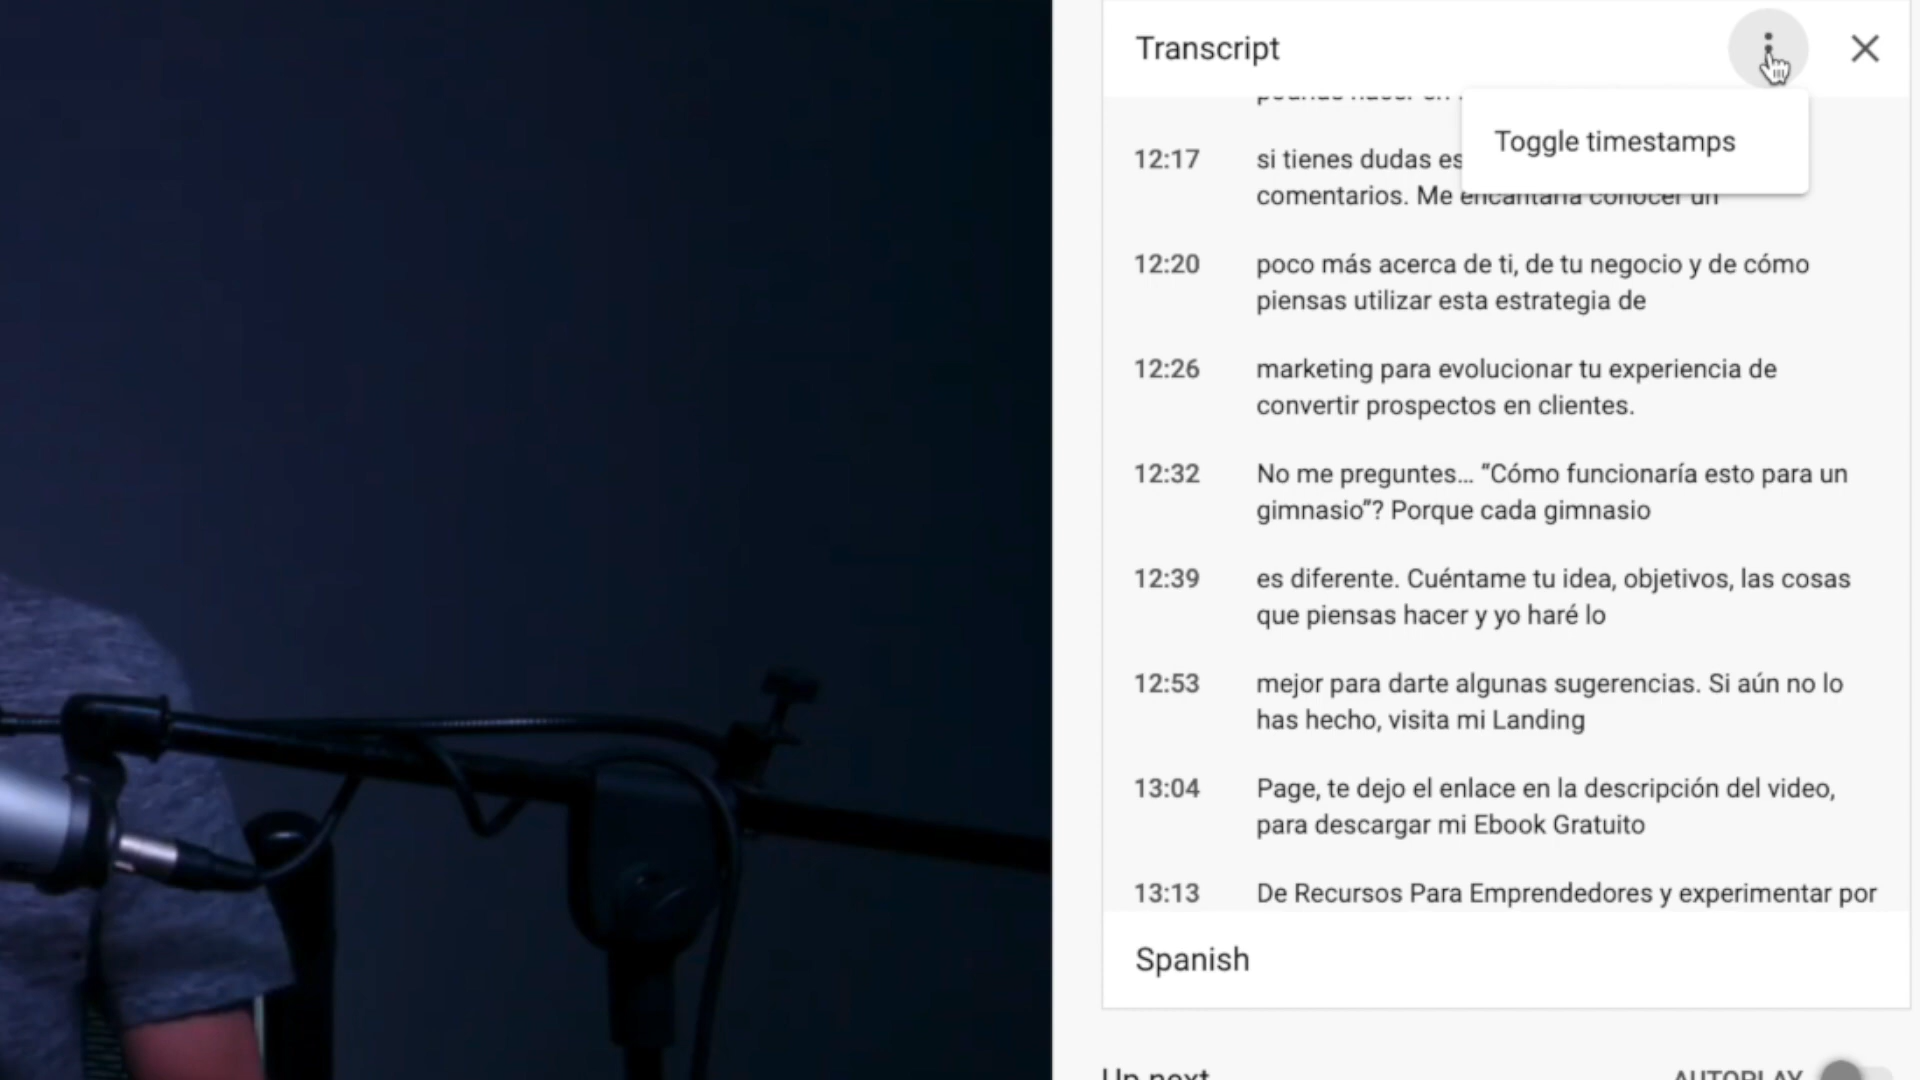 Transcript
Toggle timestamps
12:17
si tienes dudas
comentarios. Me encantaría conocer un
12:20
poco más acerca de ti, de tu negocio y de cómo
piensas utilizar esta estrategia de
12:26
marketing para evolucionar tu experiencia de
convertir prospectos en clientes.
12:32
No me preguntes... “Cómo funcionaría esto para un
gimnasio”? Porque cada gimnasio
12:39
es diferente. Cuéntame tu idea, objetivos, las cosas
que piensas hacer y yo haré lo
12:53
mejor para darte algunas sugerencias. Si aún no lo
has hecho, visita mi Landing
13:04
Page, te dejo el enlace en la descripción del video,
para descargar mi Ebook Gratuito
13:13
De Recursos Para Emprendedores y experimentar por
Spanish
Up next
AUTOPLAY